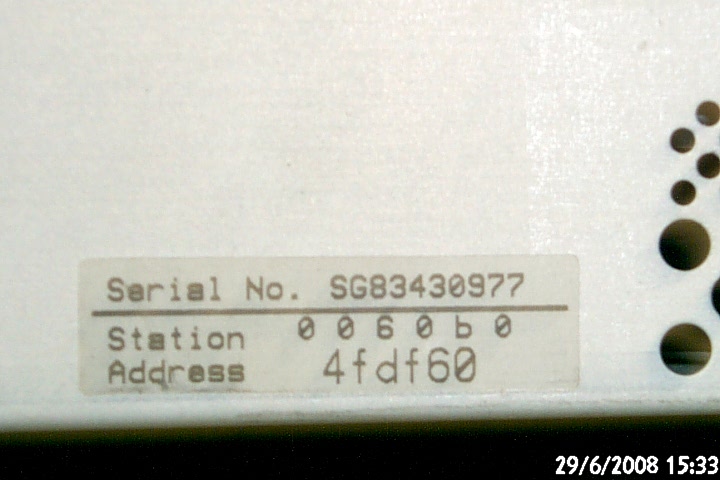 Serial No. SG83430977
Station 0 0 6 0 b 0
Address 4fdf60
29/6/2008 15:33